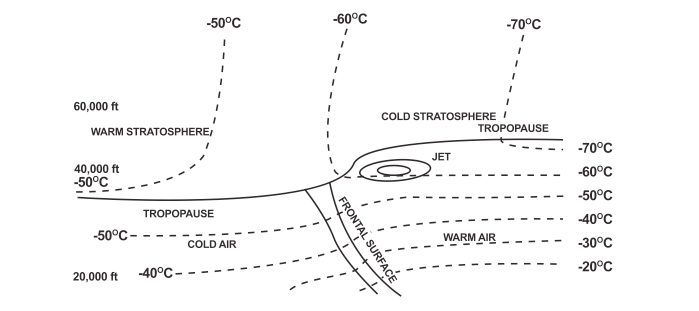 -50°C
-60°C
-70°C
60,000 ft
COLD STRATOSPHERE
WARM STRATOSPHERE
TROPOPAUSE
-70°C
JET
40,000 ft
-60°C
-50°C
-50°C
TROPOPAUSE
FRONTAL SURFACE
-40°C
-50°C
COLD AIR
WARM AIR
-30°C
-20°C
20,000 ft
-40°C